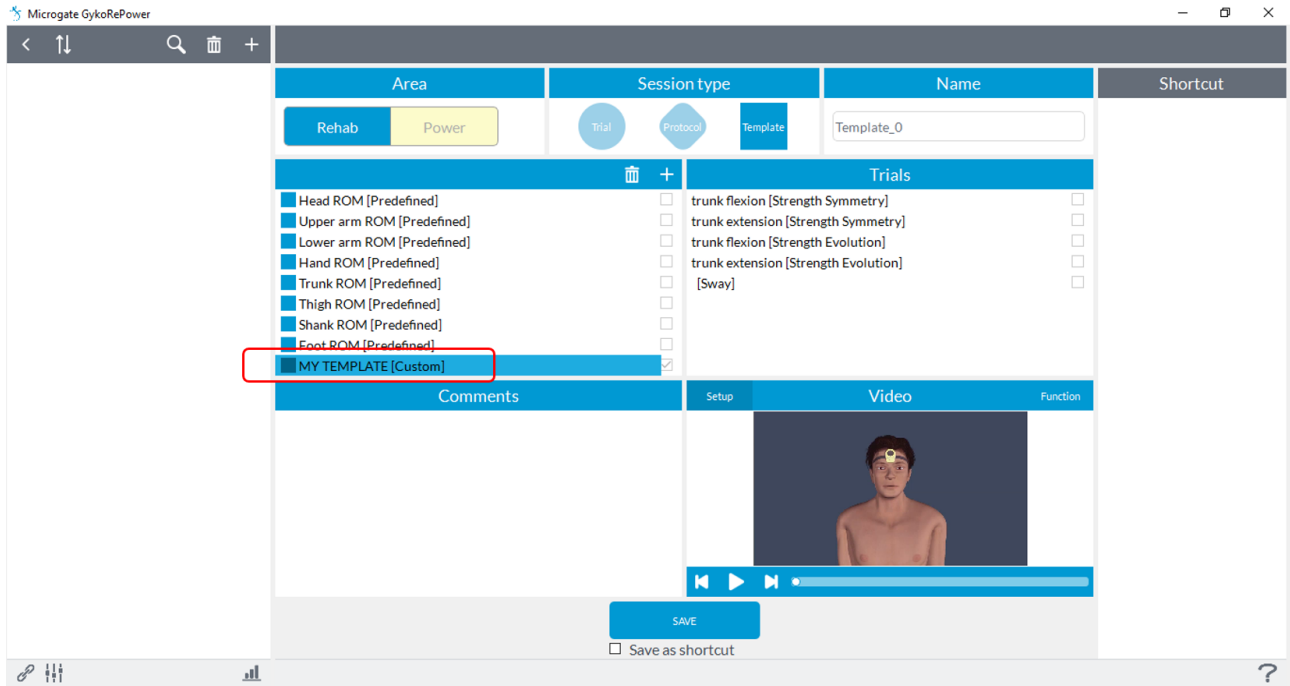 Microgate GykoRePower
Area
Session type
Name
Shortcut
Rehab
Power
Trial
Protocol
Template
Template_0
Trials
Head ROM [Predefined]
Upper arm ROM [Predefined]
Lower arm ROM [Predefined]
Hand ROM [Predefined]
Trunk ROM [Predefined]
Thigh ROM [Predefined]
Shank ROM [Predefined]
Foot ROM [Predefined]
MY TEMPLATE [Custom]
trunk flexion [Strength Symmetry]
trunk extension [Strength Symmetry]
trunk flexion [Strength Evolution]
trunk extension [Strength Evolution]
[Sway]
Comments
Setup
Video
Function
SAVE
Save as shortcut
?